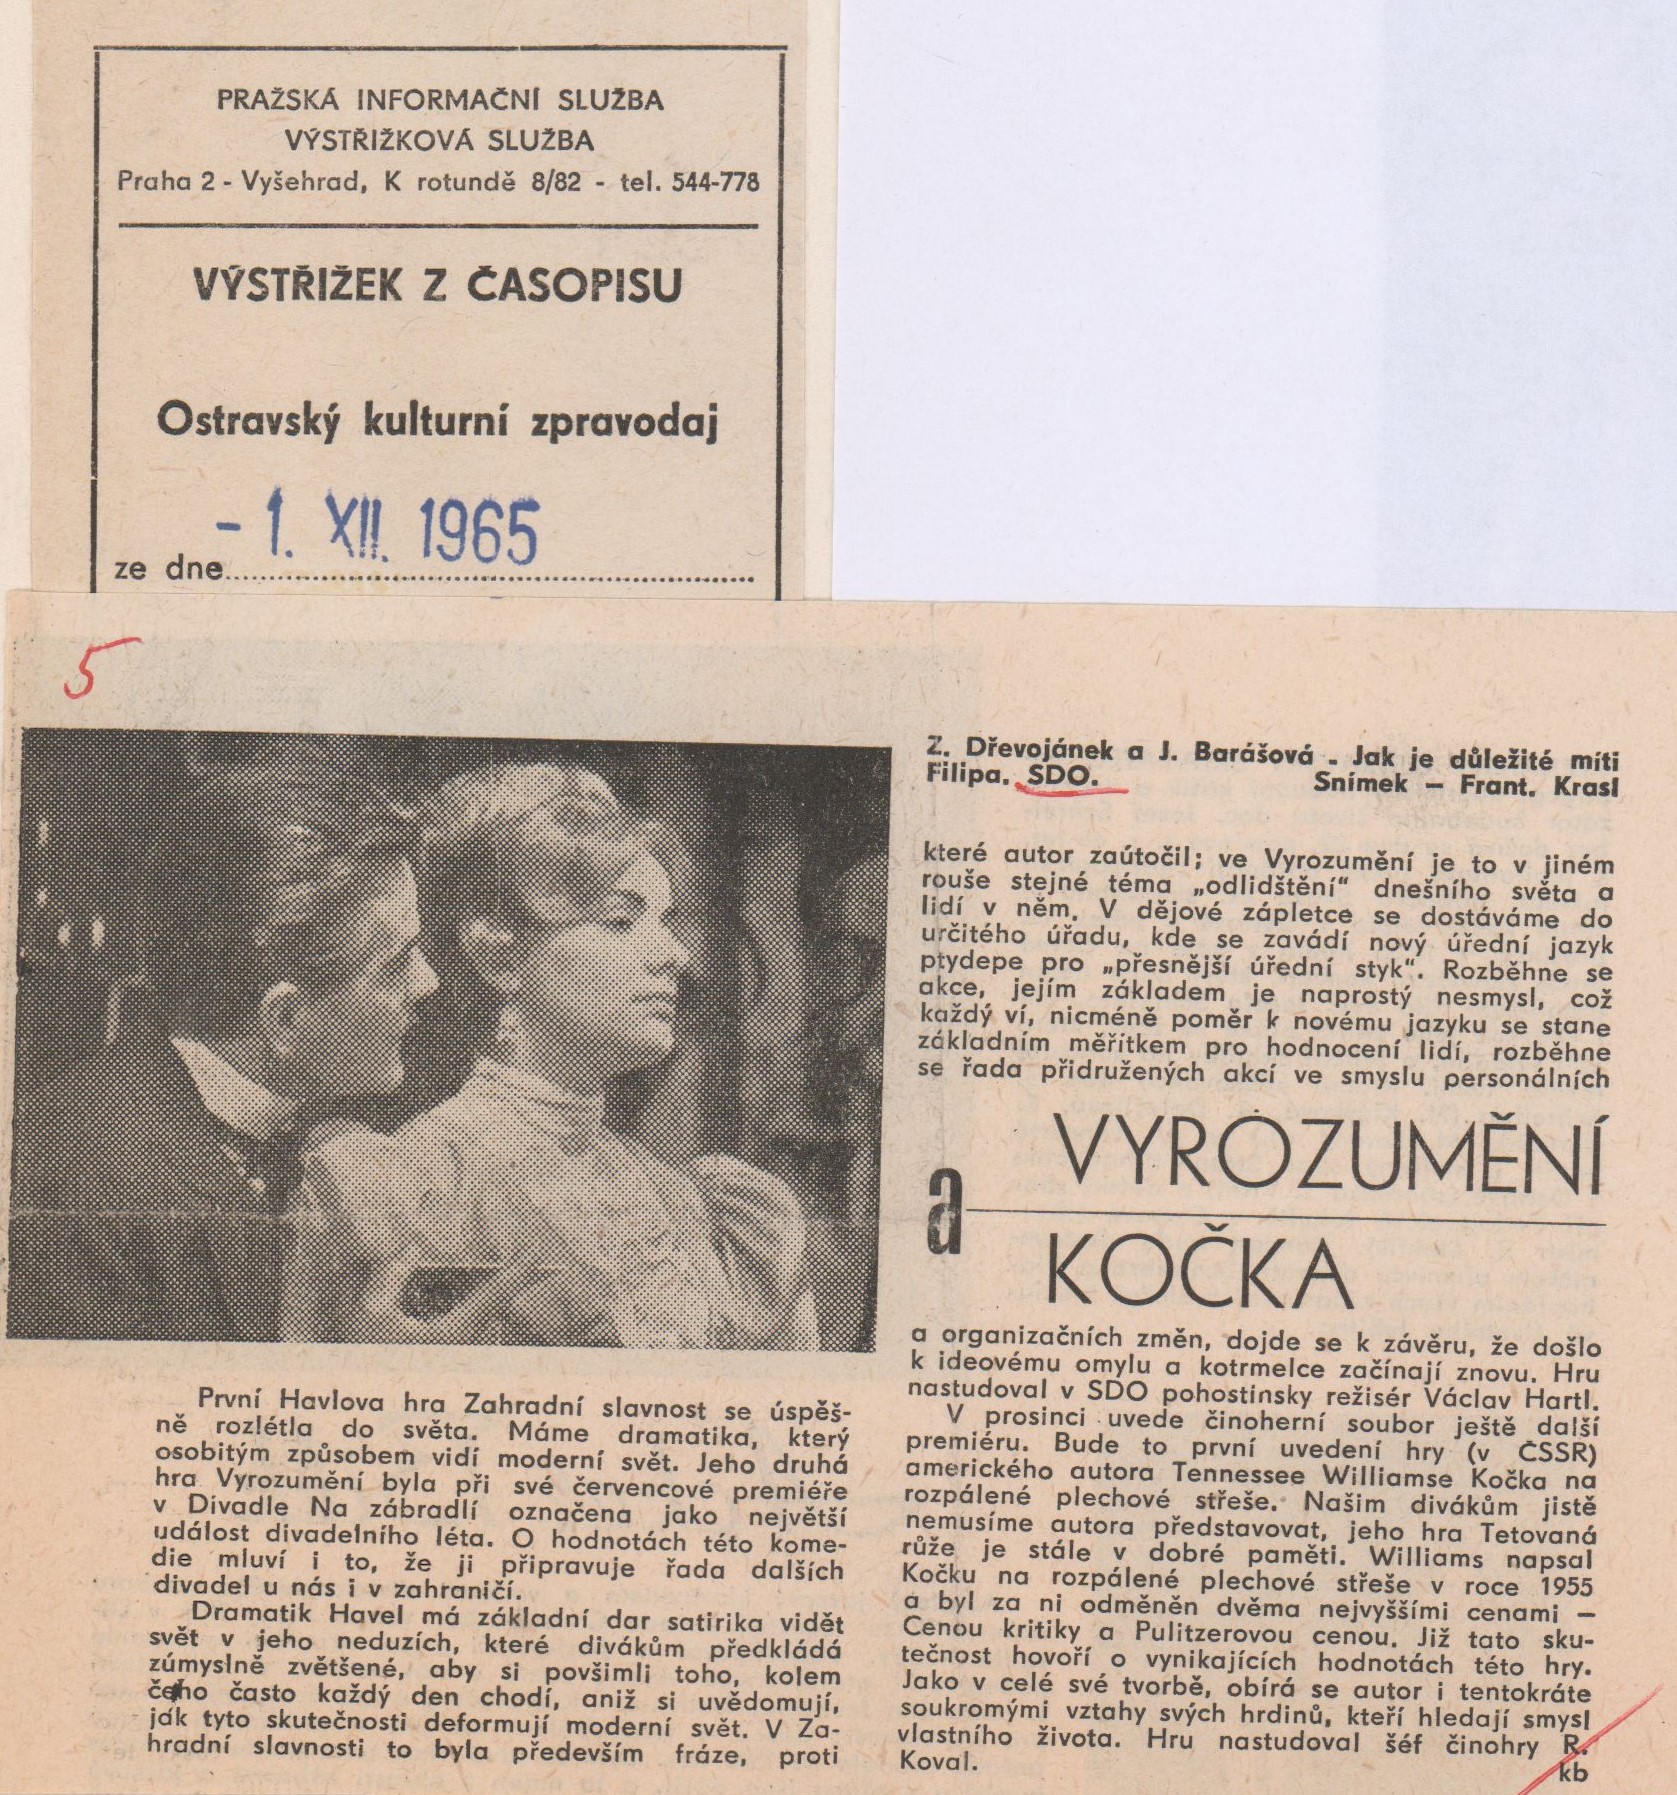 PRAŽSKÁ INFORMAČNÍ SLUŽBA
VÝSTŘIŽKOVÁ SLUŽBA
Praha 2 - Vyšehrad, K rotundě 8/82 - tel. 544-778
VÝSTŘIŽEK Z ČASOPISU
Ostravský kulturní zpravodaj
ze dne - 1. XII. 1965
5
Z. Dřevojánek a J. Barášová - Jak je důležité míti
Filipa. SDO. Snímek — Frant. Krasl
První Havlova hra Zahradní slavnost se úspěš-
ně rozlétla do světa. Máme dramatika, který
osobitým způsobem vidí moderní svět. Jeho druhá
hra Vyrozumění byla při své červencové premiéře
v Divadle Na zábradlí označena jako největší
událost divadelního léta. O hodnotách této kome-
die mluví i to, že ji připravuje řada dalších
divadel u nás i v zahraničí.
Dramatik Havel má základní dar satirika vidět
svět v jeho neduzích, které divákům předkládá
zúmyslně zvětšené, aby si povšimli toho, kolem
čeho často každý den chodí, aniž si uvědomují,
jak tyto skutečnosti deformují moderní svět. V Za-
hradní slavnosti to byla především fráze, proti
které autor zaútočil; ve Vyrozumění je to v jiném
rouše stejné téma „odlidštění“ dnešního světa a
lidí v něm. V dějové zápletce se dostáváme do
určitého úřadu, kde se zavádí nový úřední jazyk
ptydepe pro „přesnější úřední styk“. Rozběhne se
akce, jejím základem je naprostý nesmysl, což
každý ví, nicméně poměr k novému jazyku se stane
základním měřítkem pro hodnocení lidí, rozběhne
se řada přidružených akcí ve smyslu personálních
VYROZUMĚNÍ
a
KOČKA
a organizačních změn, dojde se k závěru, že došlo
k ideovému omylu a kotrmelce začínají znovu. Hru
nastudoval v SDO pohostinsky režisér Václav Hartl.
V prosinci uvede činoherní soubor ještě další
premiéru. Bude to první uvedení hry (v ČSSR)
amerického autora Tennessee Williamse Kočka na
rozpálené plechové střeše. Našim divákům jistě
nemusíme autora představovat, jeho hra Tetovaná
růže je stále v dobré paměti. Williams napsal
Kočku na rozpálené plechové střeše v roce 1955
a byl za ni odměněn dvěma nejvyššími cenami —
Cenou kritiky a Pulitzerovou cenou. Již tato sku-
tečnost hovoří o vynikajících hodnotách této hry.
Jako v celé své tvorbě, obírá se autor i tentokráte
soukromými vztahy svých hrdinů, kteří hledají smysl
vlastního života. Hru nastudoval šéf činohry R.
Koval.
kb